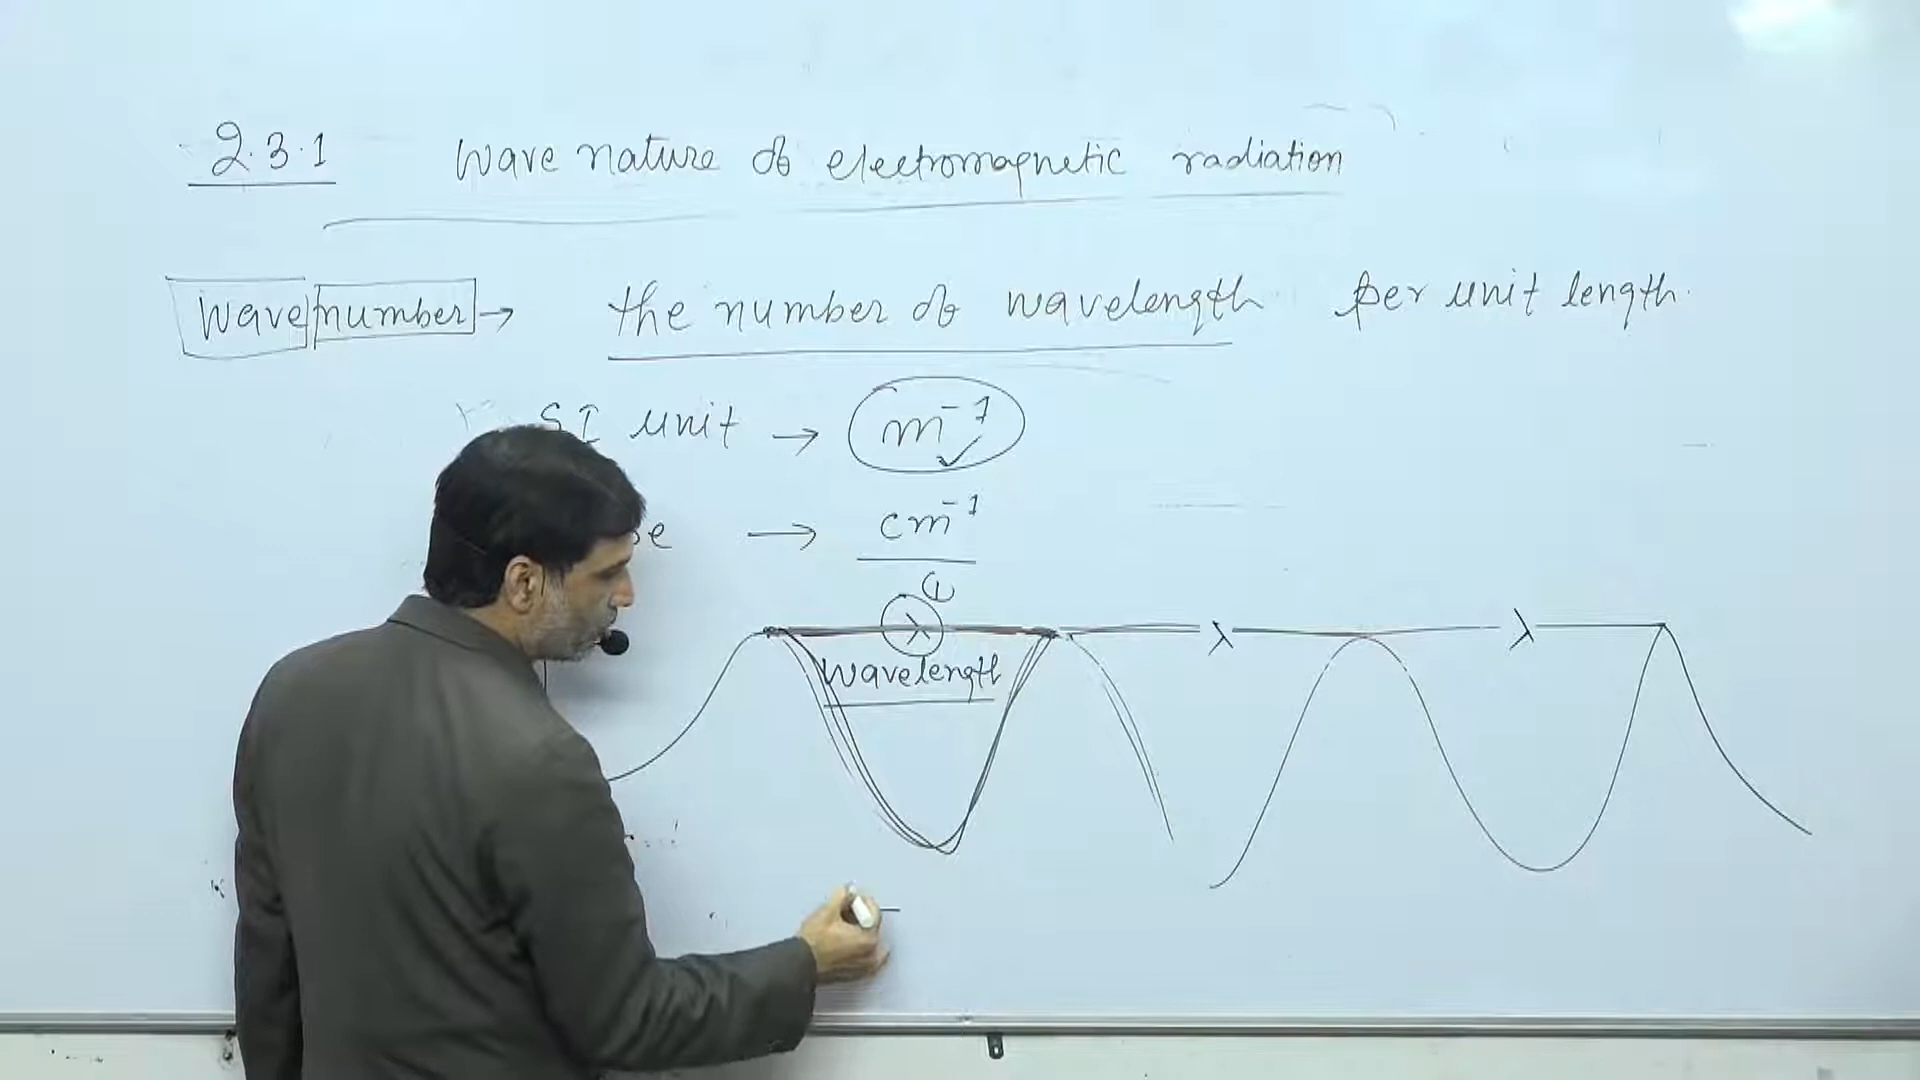 2.3.1 Wave nature of electromagnetic radiation
Wave number → the number of wavelength per unit length.
SI unit → m⁻¹
→ cm⁻¹
λ λ λ
Wavelength